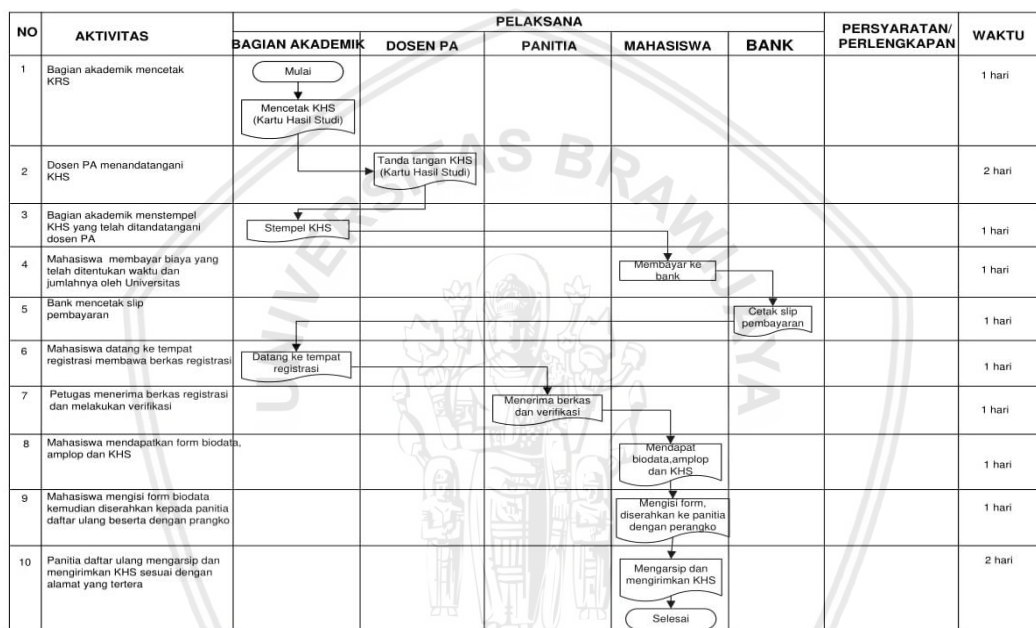 PELAKSANA
NO
AKTIVITAS
BAGIAN AKADEMIK
DOSEN PA
PANITIA
MAHASISWA
BANK
PERSYARATAN/
PERLENGKAPAN
WAKTU
1
Bagian akademik mencetak
KRS
Mulai
Mencetak KHS
(Kartu Hasil Studi)
1 hari
2
Dosen PA menandatangani
KHS
Tanda tangan KHS
(Kartu Hasil Studi)
2 hari
3
Bagian akademik menstempel
KHS yang telah ditandatangani
dosen PA
Stempel KHS
1 hari
4
Mahasiswa membayar biaya yang
telah ditentukan waktu dan
jumlahnya oleh Universitas
Membayar ke
bank
1 hari
5
Bank mencetak slip
pembayaran
Cetak slip
pembayaran
1 hari
6
Mahasiswa datang ke tempat
registrasi membawa berkas registrasi
Datang ke tempat
registrasi
1 hari
7
Petugas menerima berkas registrasi
dan melakukan verifikasi
Menerima berkas
dan verifikasi
1 hari
8
Mahasiswa mendapatkan form biodata,
amplop dan KHS
Mendapat
biodata,amplop
dan KHS
1 hari
9
Mahasiswa mengisi form biodata
kemudian diserahkan kepada panitia
daftar ulang beserta dengan prangko
Mengisi form,
diserahkan ke panitia
dengan perangko
1 hari
10
Panitia daftar ulang mengarsip dan
mengirimkan KHS sesuai dengan
alamat yang tertera
Mengarsip dan
mengirimkan KHS
Selesai
2 hari
UNIVERSITAS BRAWIJAYA